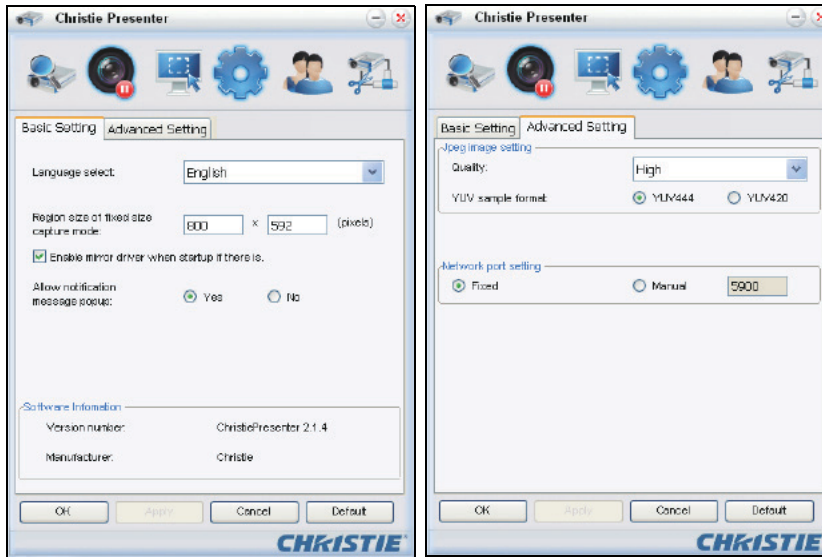 Christie Presenter
Basic Setting Advanced Setting
Language select: English
Region size of fixed size
capture mode: 800 x 592 (pixels)
Enable mirror driver when startup if there is.
Allow notification
message popup: Yes No
Software Infomation
Version number: ChristiePresenter 2.1.4
Manufacturer: Christie
OK Apply Cancel Default
CHRISTIE
Christie Presenter
Basic Setting Advanced Setting
Jpeg image setting
Quality: High
YUV sample format: YUV444 YUV420
Network port setting
Fixed Manual 5900
OK Apply Cancel Default
CHRISTIE